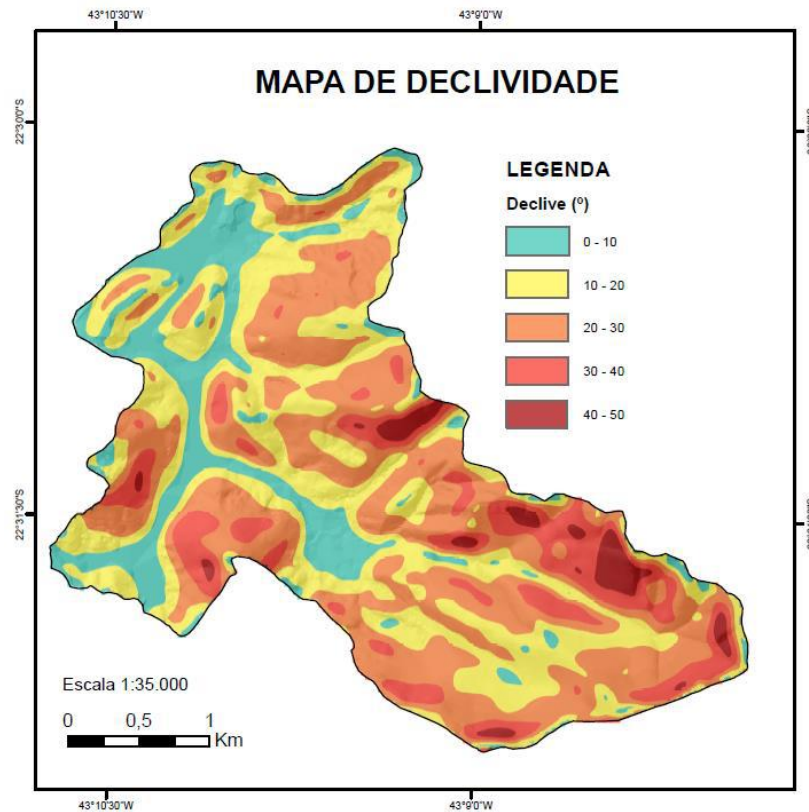 43°10'30"W
43°9'0"W
MAPA DE DECLIVIDADE
22°30'0"S
LEGENDA
Declive (º)
0 - 10
10 - 20
20 - 30
30 - 40
40 - 50
22°31'30"S
Escala 1:35.000
0 0,5 1
Km
43°10'30"W
43°9'0"W